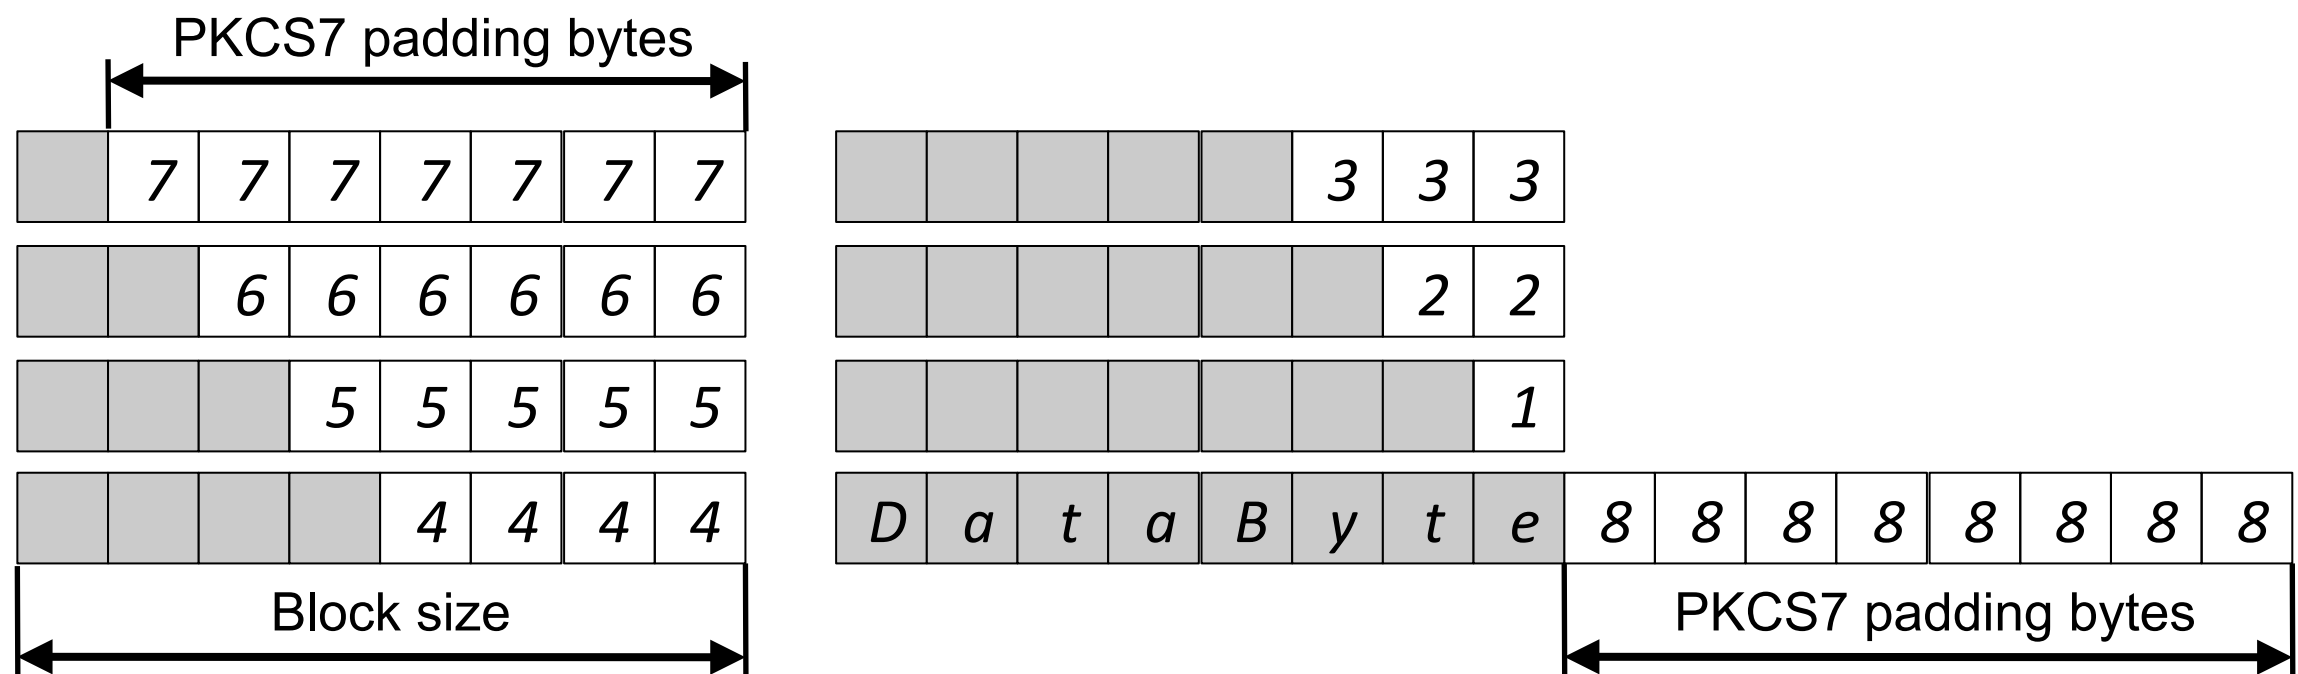 PKCS7 padding bytes
7 7 7 7 7 7 7
6 6 6 6 6 6
5 5 5 5 5
4 4 4 4
Block size
3 3 3
2 2
1
D a t a B y t e 8 8 8 8 8 8 8 8
PKCS7 padding bytes